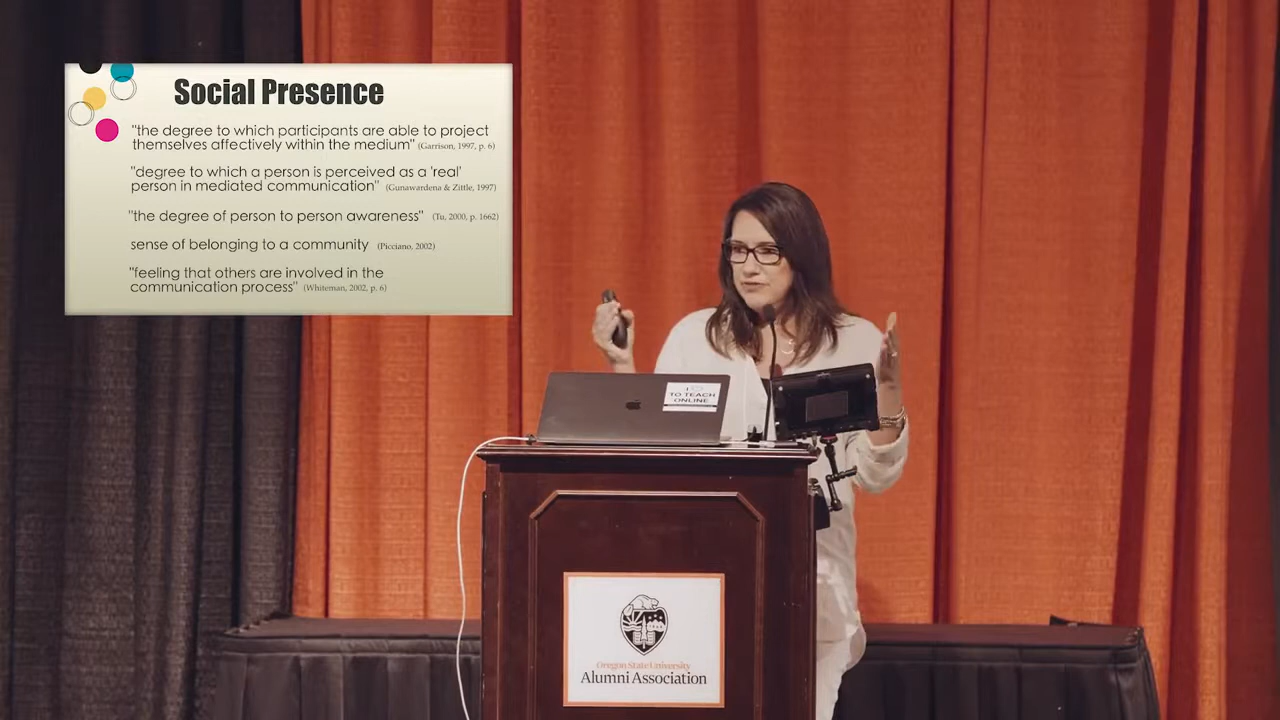 Social Presence
"the degree to which participants are able to project
themselves affectively within the medium" (Garrison, 1997, p. 6)
"degree to which a person is perceived as a 'real'
person in mediated communication" (Gunawardena & Zittle, 1997)
"the degree of person to person awareness" (Tu, 2000, p. 1662)
sense of belonging to a community (Picciano, 2002)
"feeling that others are involved in the
communication process" (Whiteman, 2002, p. 6)
I
TO TEACH
ONLINE
Oregon State University
Alumni Association